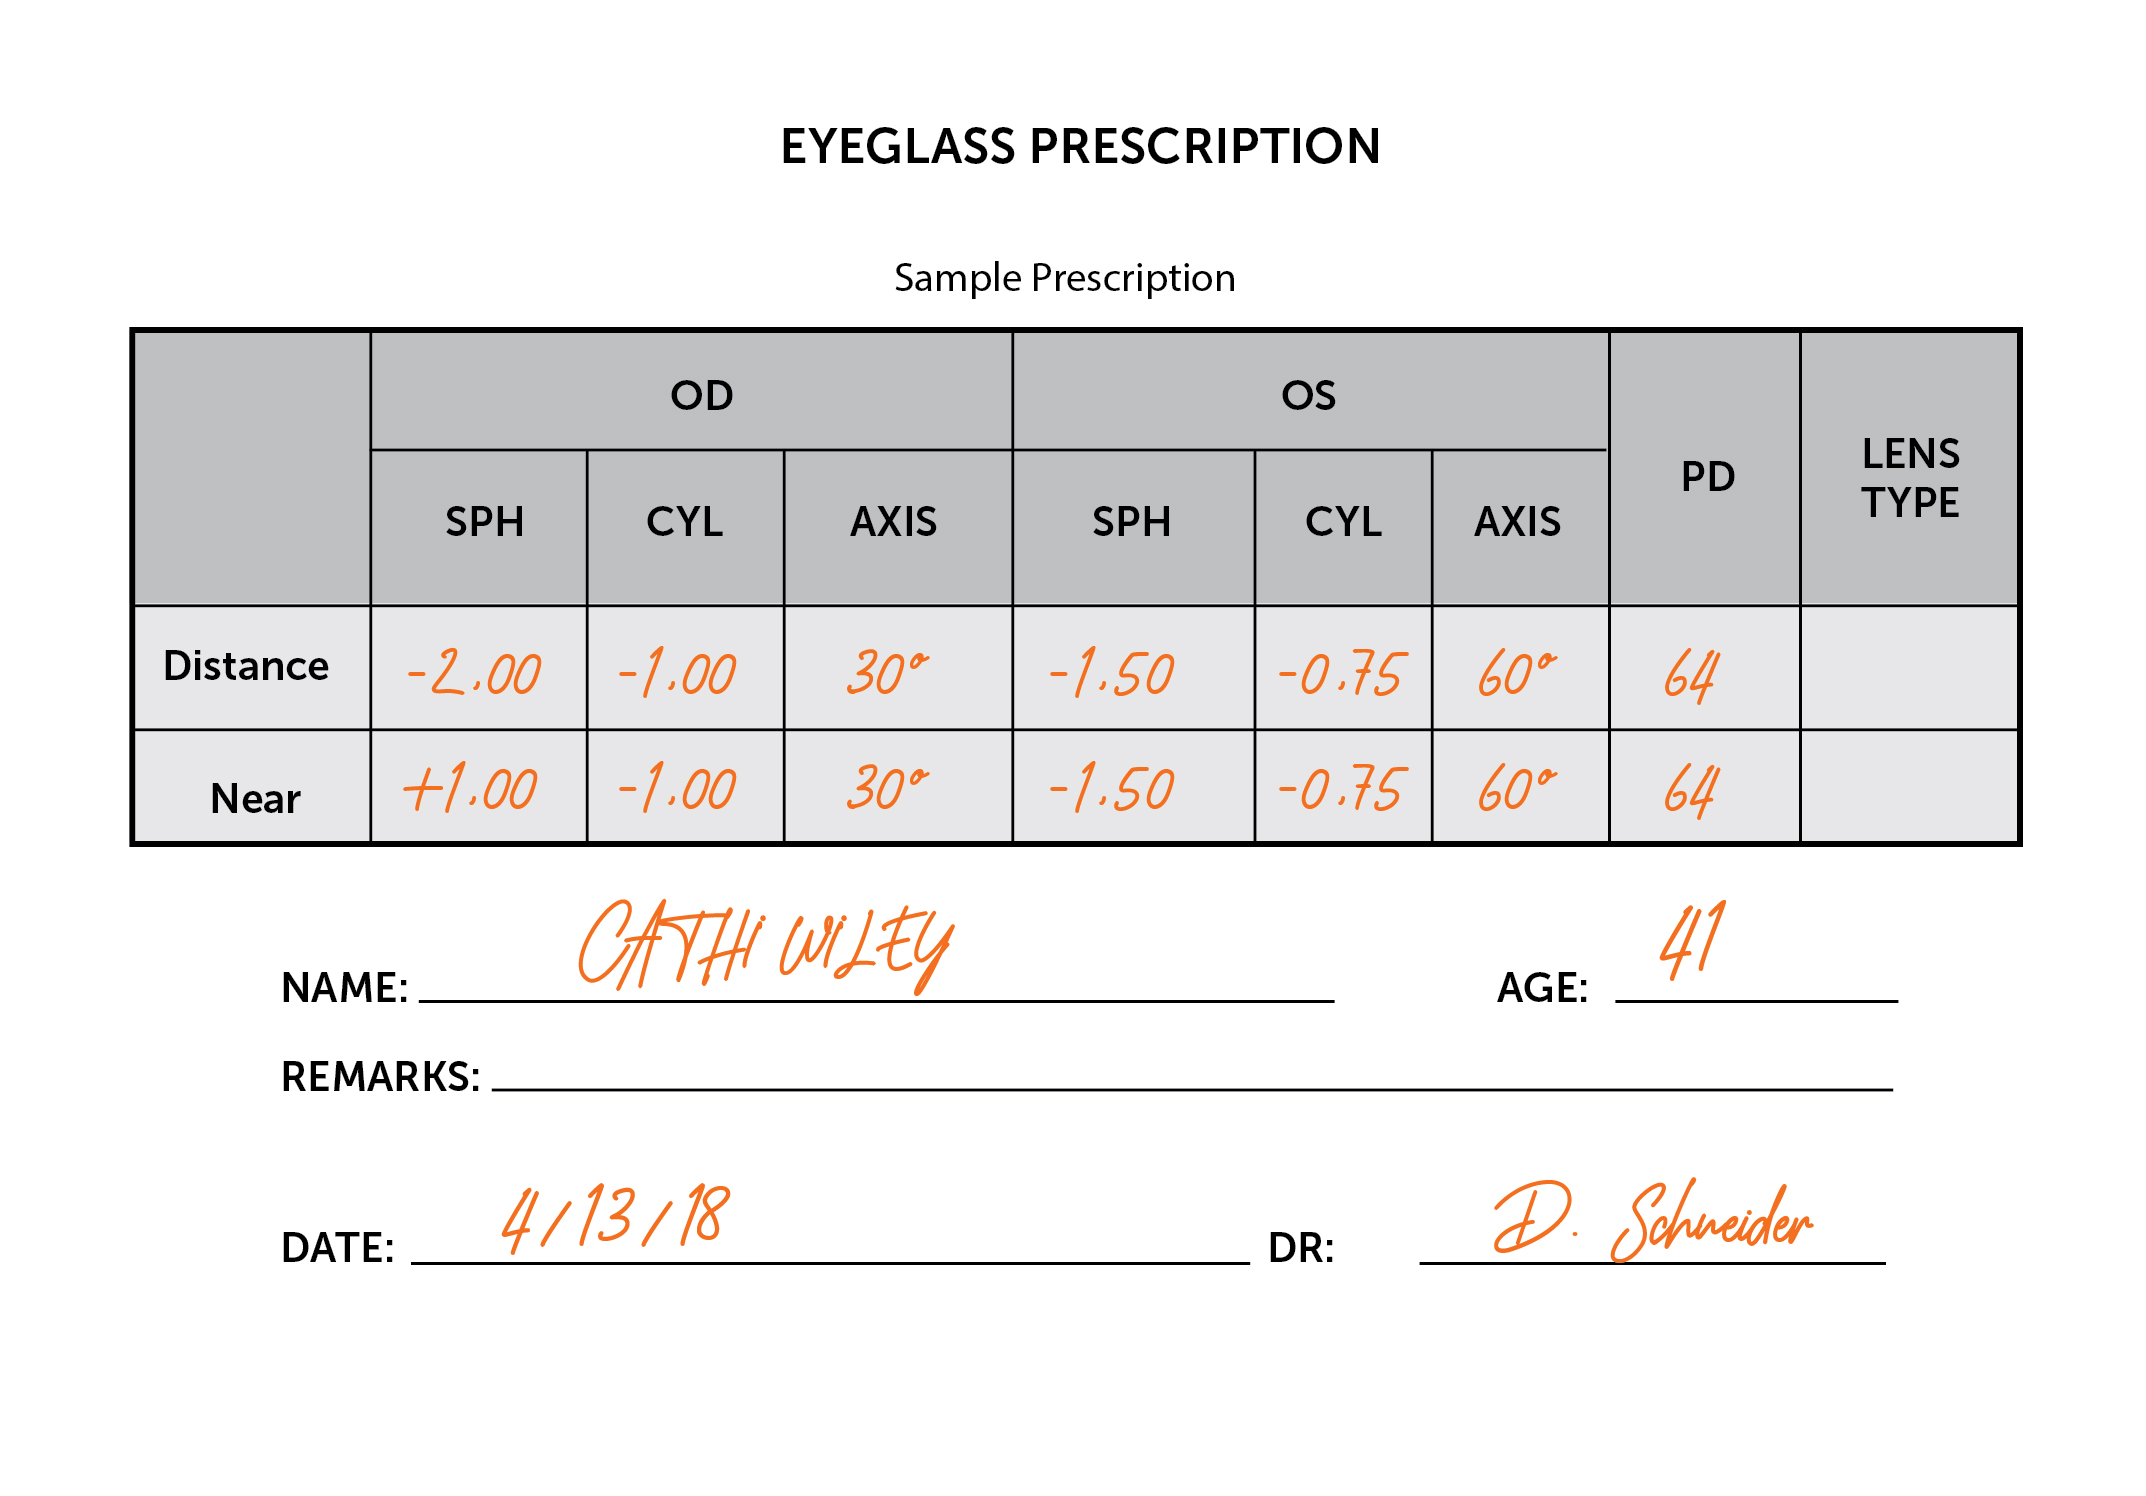 EYEGLASS PRESCRIPTION
Sample Prescription
OD OS PD LENS TYPE
SPH CYL AXIS SPH CYL AXIS
Distance -2.00 -1.00 30° -1.50 -0.75 60° 64
Near +1.00 -1.00 30° -1.50 -0.75 60° 64
NAME: CATHi WiLEY AGE: 41
REMARKS:
DATE: 4/13/18 DR: D. Schneider